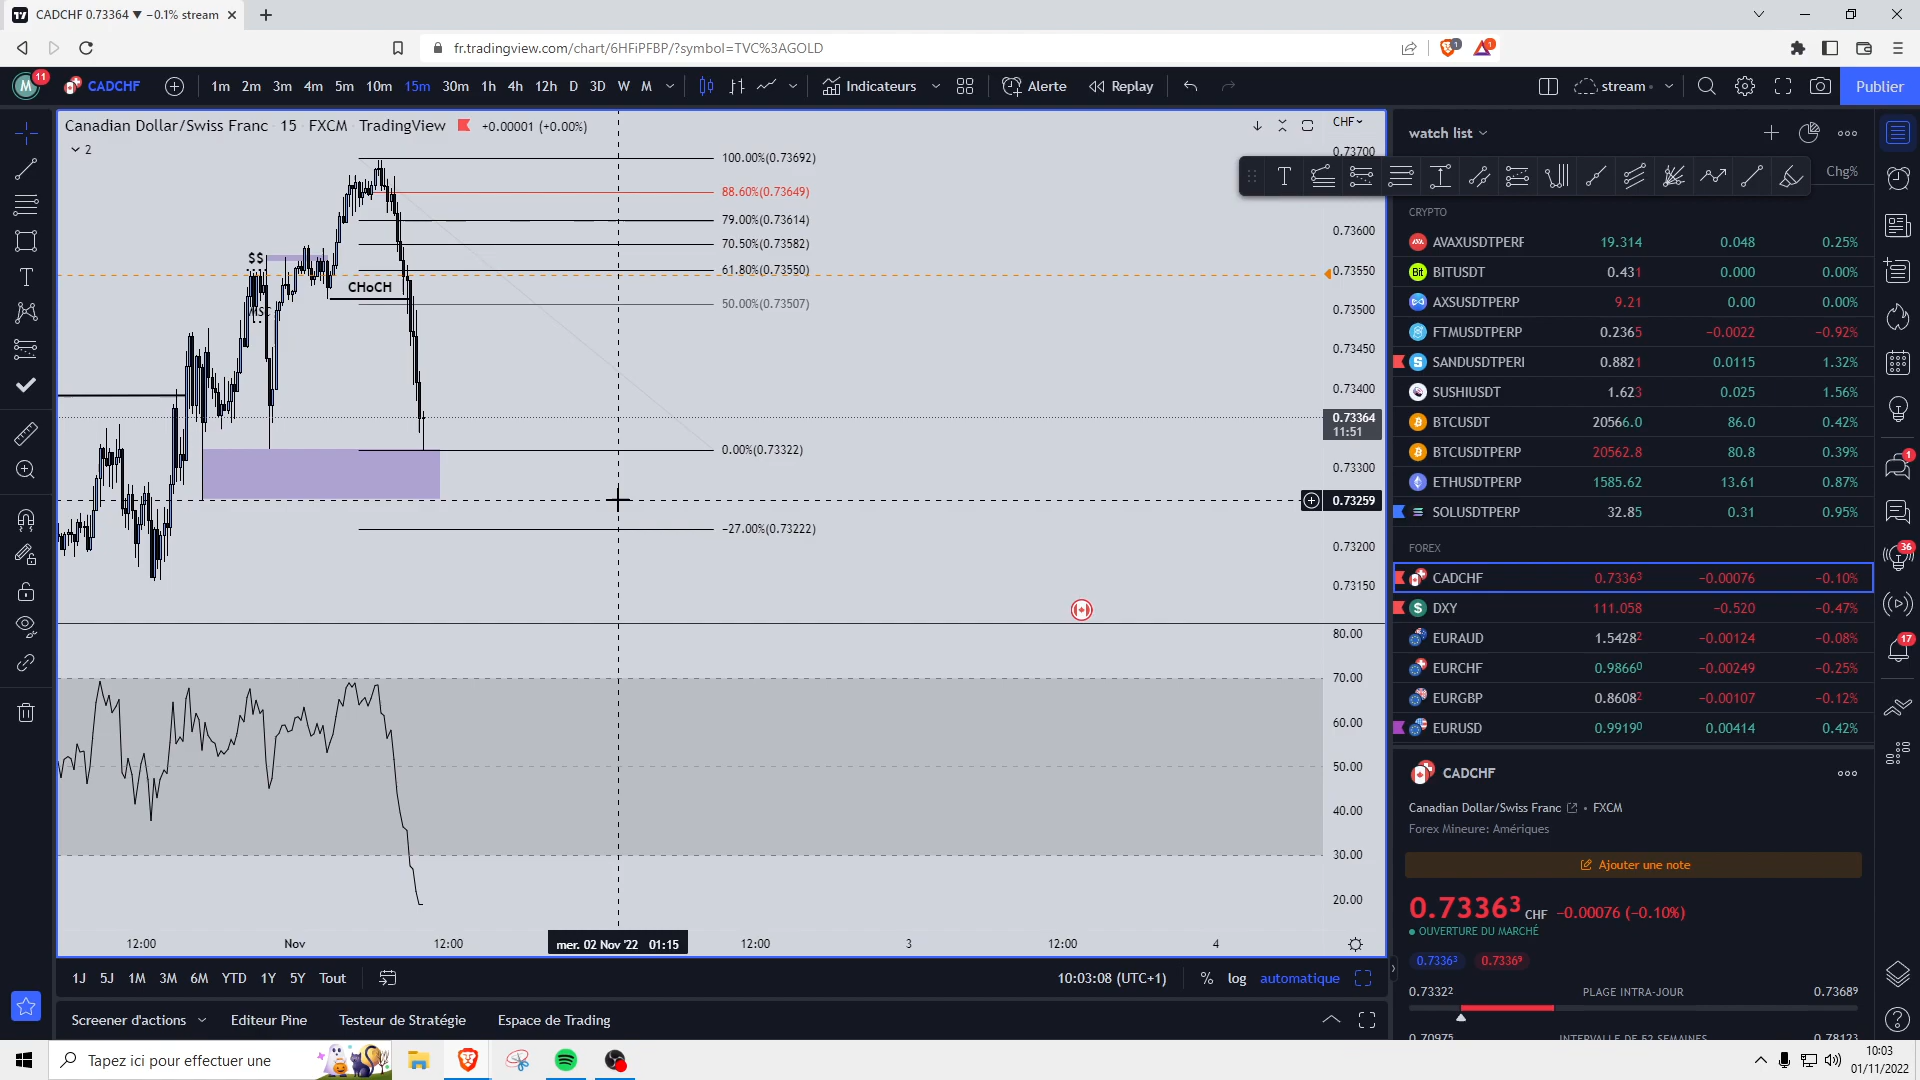 CADCHF 0.73364 ▼ −0.1% stream
fr.tradingview.com/chart/6HFiPFBP/?symbol=TVC%3AGOLD
1
1
M
11
CADCHF
1m 2m 3m 4m 5m 10m 15m 30m 1h 4h 12h D 3D W M
Indicateurs
Alerte
Replay
stream
Publier
Canadian Dollar/Swiss Franc 15 FXCM TradingView +0.00001 (+0.00%)
2
CHF
watch list
Chg%
100.00%(0.73692)
88.60%(0.73649)
79.00%(0.73614)
70.50%(0.73582)
61.80%(0.73550)
50.00%(0.73507)
0.00%(0.73322)
−27.00%(0.73222)
$$
CHoCH
MSC
0.73700
0.73600
0.73550
0.73500
0.73450
0.73400
0.73364
11:51
0.73300
0.73259
0.73200
0.73150
80.00
70.00
60.00
50.00
40.00
30.00
20.00
12:00 Nov 12:00 mer. 02 Nov '22 01:15 12:00 3 12:00 4
1J 5J 1M 3M 6M YTD 1Y 5Y Tout
10:03:08 (UTC+1) % log automatique
Screener d'actions Editeur Pine Testeur de Stratégie Espace de Trading
CRYPTO
AVAXUSDTPERF 19.314 0.048 0.25%
BITUSDT 0.431 0.000 0.00%
AXSUSDTPERP 9.21 0.00 0.00%
FTMUSDTPERP 0.2365 −0.0022 −0.92%
SANDUSDTPERI 0.8821 0.0115 1.32%
SUSHIUSDT 1.623 0.025 1.56%
BTCUSDT 20566.0 86.0 0.42%
BTCUSDTPERP 20562.8 80.8 0.39%
ETHUSDTPERP 1585.62 13.61 0.87%
SOLUSDTPERP 32.85 0.31 0.95%
FOREX
CADCHF 0.73363 −0.00076 −0.10%
DXY 111.058 −0.520 −0.47%
EURAUD 1.54282 −0.00124 −0.08%
EURCHF 0.98660 −0.00249 −0.25%
EURGBP 0.86082 −0.00107 −0.12%
EURUSD 0.99190 0.00414 0.42%
1
36
17
CADCHF
Canadian Dollar/Swiss Franc • FXCM
Forex Mineure: Amériques
Ajouter une note
0.73363 CHF −0.00076 (−0.10%)
OUVERTURE DU MARCHÉ
0.73363 0.73369
0.73322 PLAGE INTRA-JOUR 0.73689
0.70975 INTERVALLE DE 52 SEMAINES 0.78123
Tapez ici pour effectuer une
10:03
01/11/2022